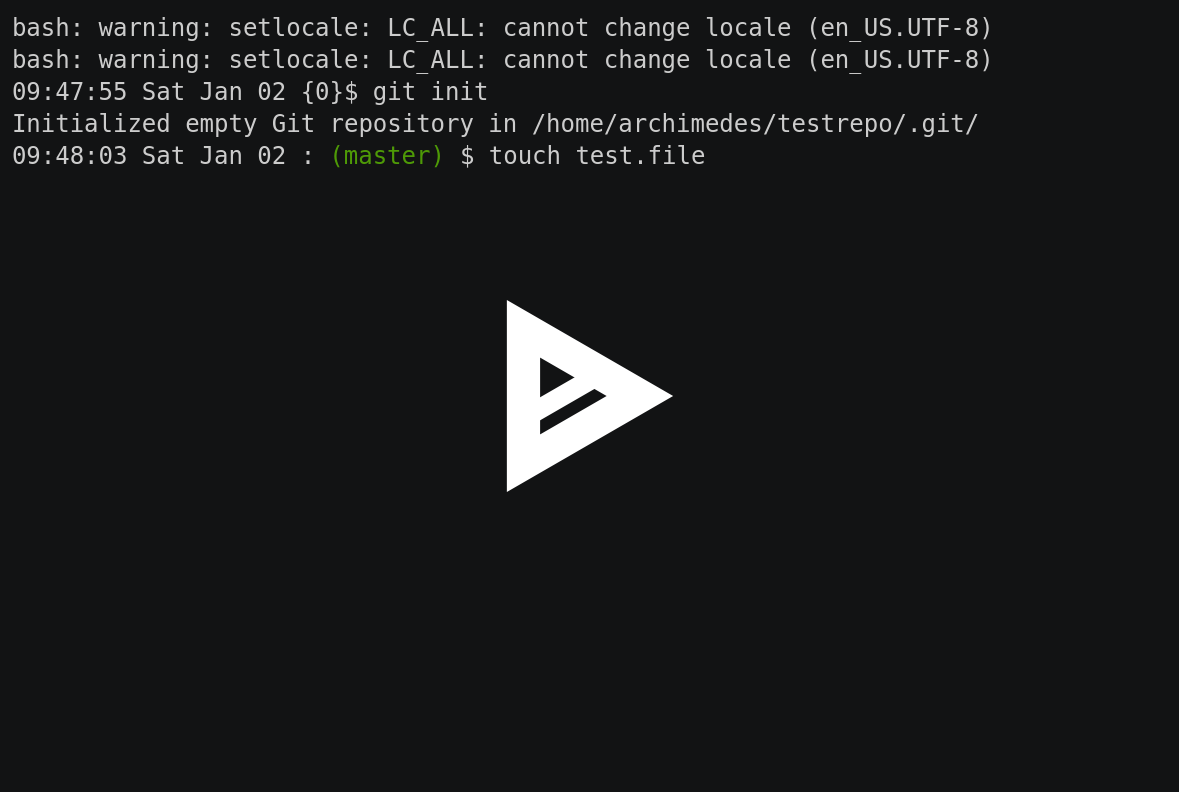 bash: warning: setlocale: LC_ALL: cannot change locale (en_US.UTF-8)
bash: warning: setlocale: LC_ALL: cannot change locale (en_US.UTF-8)
09:47:55 Sat Jan 02 {0}$ git init
Initialized empty Git repository in /home/archimedes/testrepo/.git/
09:48:03 Sat Jan 02 : (master) $ touch test.file